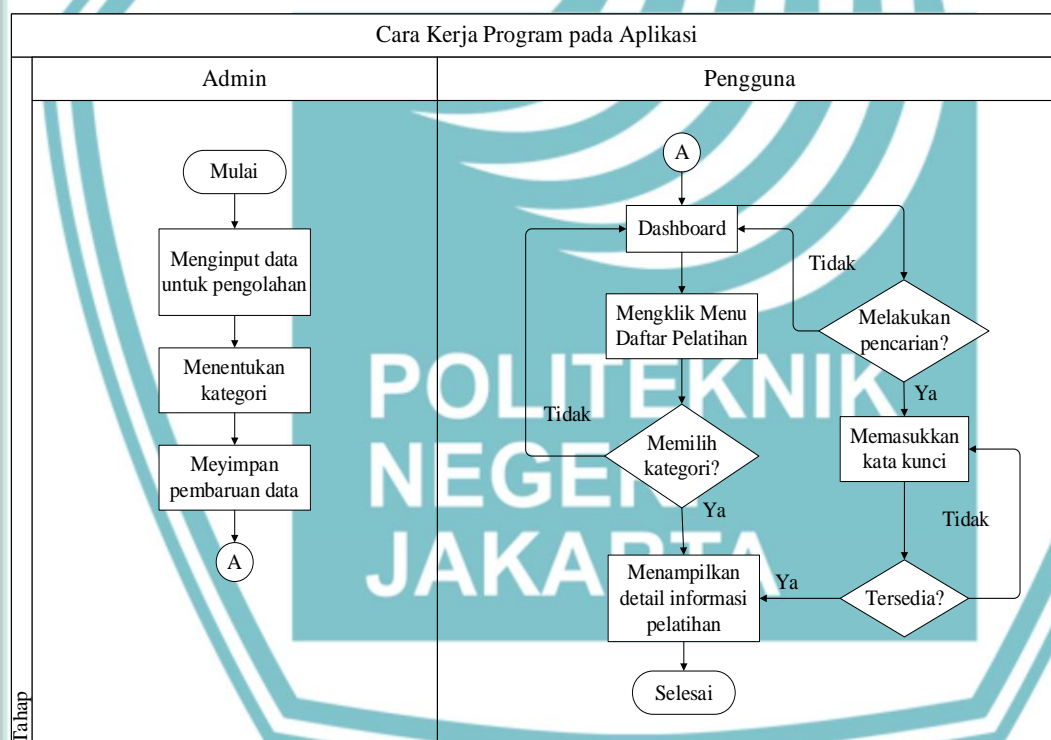 Cara Kerja Program pada Aplikasi
Admin
Pengguna
Tahap
Mulai
Menginput data
untuk pengolahan
Menentukan
kategori
Meyimpan
pembaruan data
A
A
Dashboard
Mengklik Menu
Daftar Pelatihan
Tidak
Memilih
kategori?
Ya
Menampilkan
detail informasi
pelatihan
Selesai
Tidak
Melakukan
pencarian?
Ya
Memasukkan
kata kunci
Tidak
Tersedia?
Ya
POLITEKNIK
NEGERI
JAKARTA